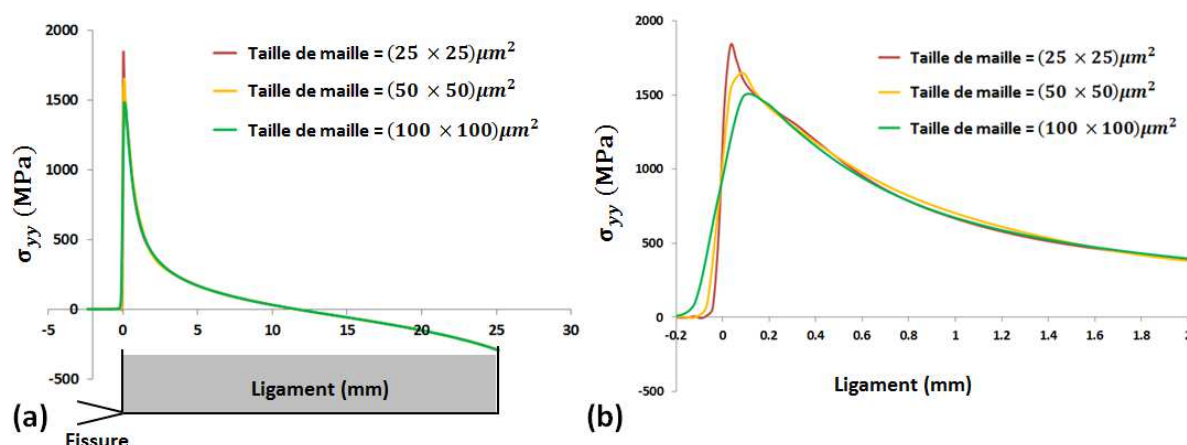 2000
1500
1000
500
0
-500
-5
0
5
10
15
20
25
30
σyy (MPa)
Taille de maille = (25 × 25)μm²
Taille de maille = (50 × 50)μm²
Taille de maille = (100 × 100)μm²
Ligament (mm)
(a)
Fissure
2000
1500
1000
500
0
-500
-0.2
0
0.2
0.4
0.6
0.8
1
1.2
1.4
1.6
1.8
2
σyy (MPa)
Taille de maille = (25 × 25)μm²
Taille de maille = (50 × 50)μm²
Taille de maille = (100 × 100)μm²
Ligament (mm)
(b)